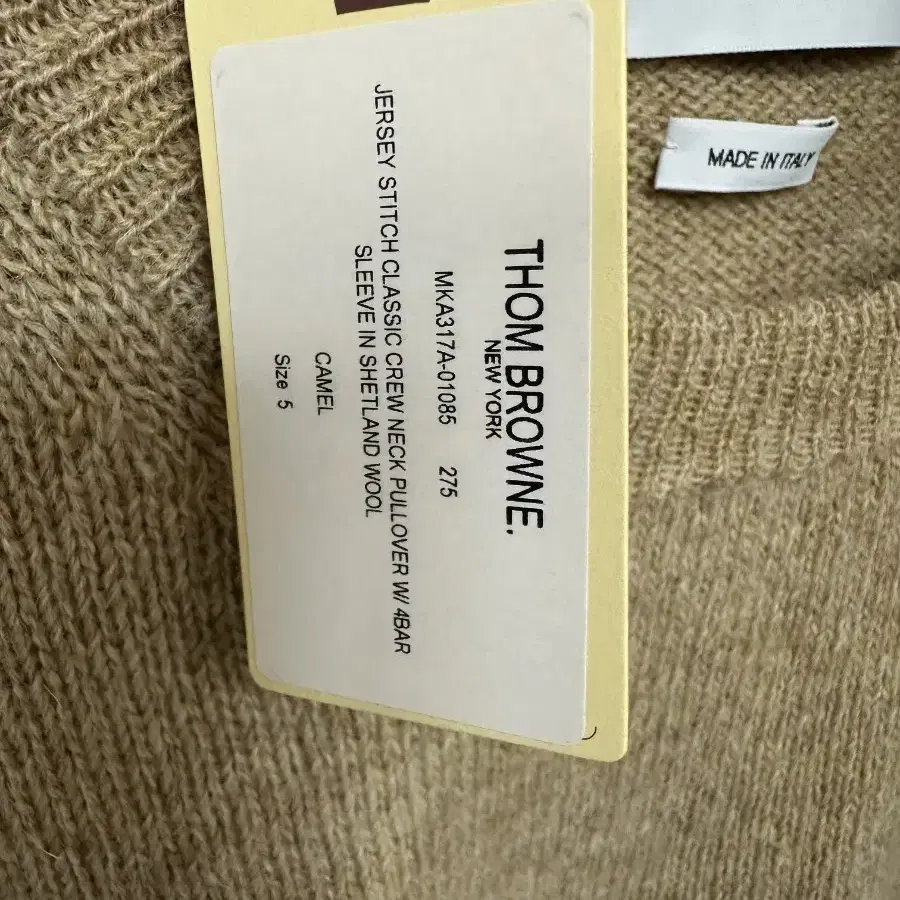 THOM BROWNE.
NEW YORK
MKA317A-01085 275
JERSEY STITCH CLASSIC CREW NECK PULLOVER W/ 4BAR
SLEEVE IN SHETLAND WOOL
CAMEL
Size 5
MADE IN ITALY